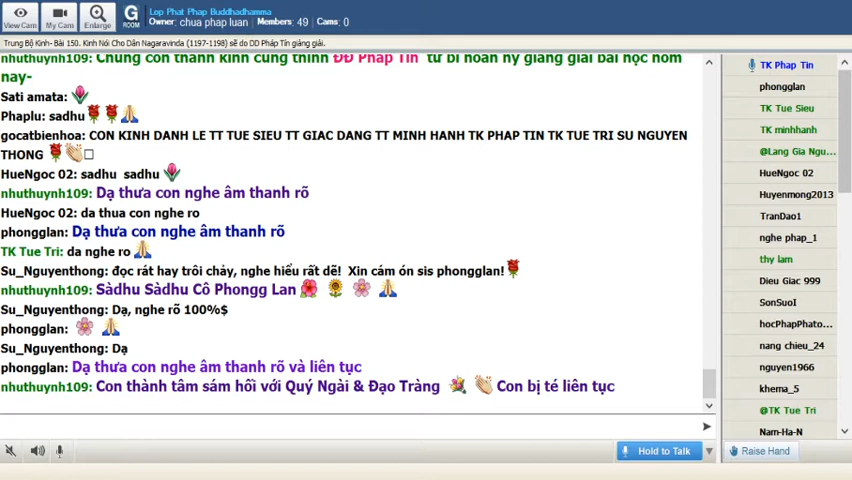 Lop Phat Phap Buddhadhamma
Owner: chua phap luan   Members: 49   Cams: 0
View Cam
My Cams
Enlarge
G
ROOM
Trung Bộ Kinh- Bài 150. Kinh Nói Cho Dân Nagaravinda (1197-1198) sẽ do DD Pháp Tín giảng giải.
nhuthuynh109: Chúng con thành kính cung thỉnh ĐĐ Pháp Tín từ bi hoan hỷ giảng giải bài học hôm
nay-
Sati amata:
Phaplu: sadhu
gocatbienhoa: CON KINH DANH LE TT TUE SIEU TT GIAC DANG TT MINH HANH TK PHAP TIN TK TUE TRI SU NGUYEN
THONG
HueNgoc 02: sadhu sadhu
nhuthuynh109: Dạ thưa con nghe âm thanh rõ
HueNgoc 02: da thua con nghe ro
phongglan: Dạ thưa con nghe âm thanh rõ
TK Tue Tri: da nghe ro
Su_Nguyenthong: đọc rát hay trôi chảy, nghe hiểu rất dẽ! Xin cám ón sis phongglan!
nhuthuynh109: Sàdhu Sàdhu Cô Phongg Lan
Su_Nguyenthong: Dạ, nghe rõ 100%$
phongglan:
Su_Nguyenthong: Dạ
phongglan: Dạ thưa con nghe âm thanh rõ và liên tục
nhuthuynh109: Con thành tâm sám hối với Quý Ngài & Đạo Tràng Con bị té liên tục
Hold to Talk
TK Phap Tin
phongglan
TK Tue Sieu
TK minhhanh
@Lang Gia Ngu...
HueNgoc 02
Huyenmong2013
TranDao1
nghe phap_1
thy lam
Dieu Giac 999
SonSuoI
hocPhapPhato...
nang chieu_24
nguyen1966
khema_5
@TK Tue Tri
Nam-Ha-N
Raise Hand